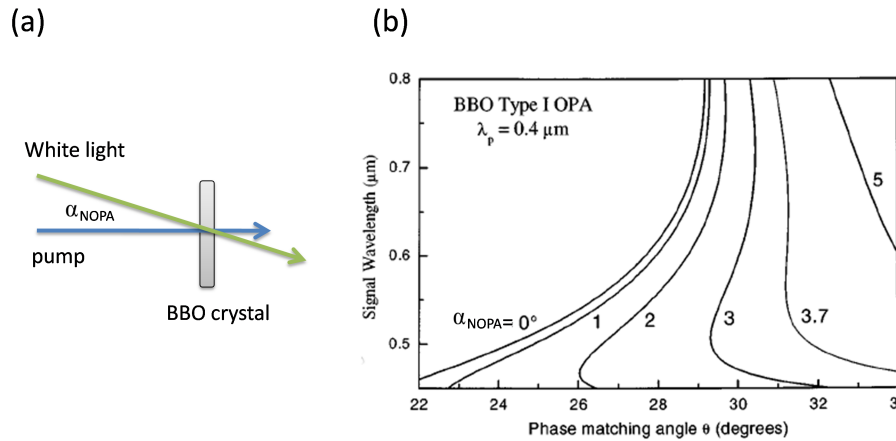 (a)
White light
αNOPA
pump
BBO crystal
(b)
BBO Type I OPA
λp = 0.4 µm
Signal Wavelength (µm)
0.8
0.7
0.6
0.5
αNOPA= 0°
1
2
3
3.7
5
22
24
26
28
30
32
3
Phase matching angle θ (degrees)